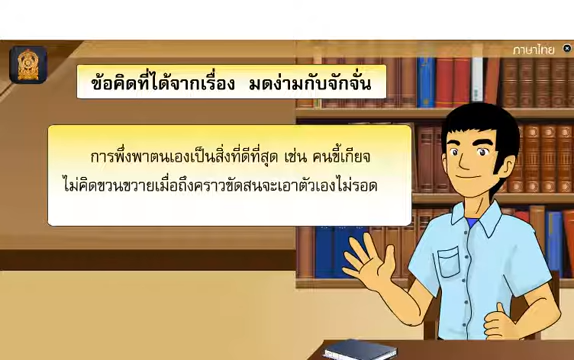 ภาษาไทย
ข้อคิดที่ได้จากเรื่อง มดง่ามกับจักจั่น
การพึ่งพาตนเองเป็นสิ่งที่ดีที่สุด เช่น คนขี้เกียจ
ไม่คิดขวนขวายเมื่อถึงคราวขัดสนจะเอาตัวเองไม่รอด